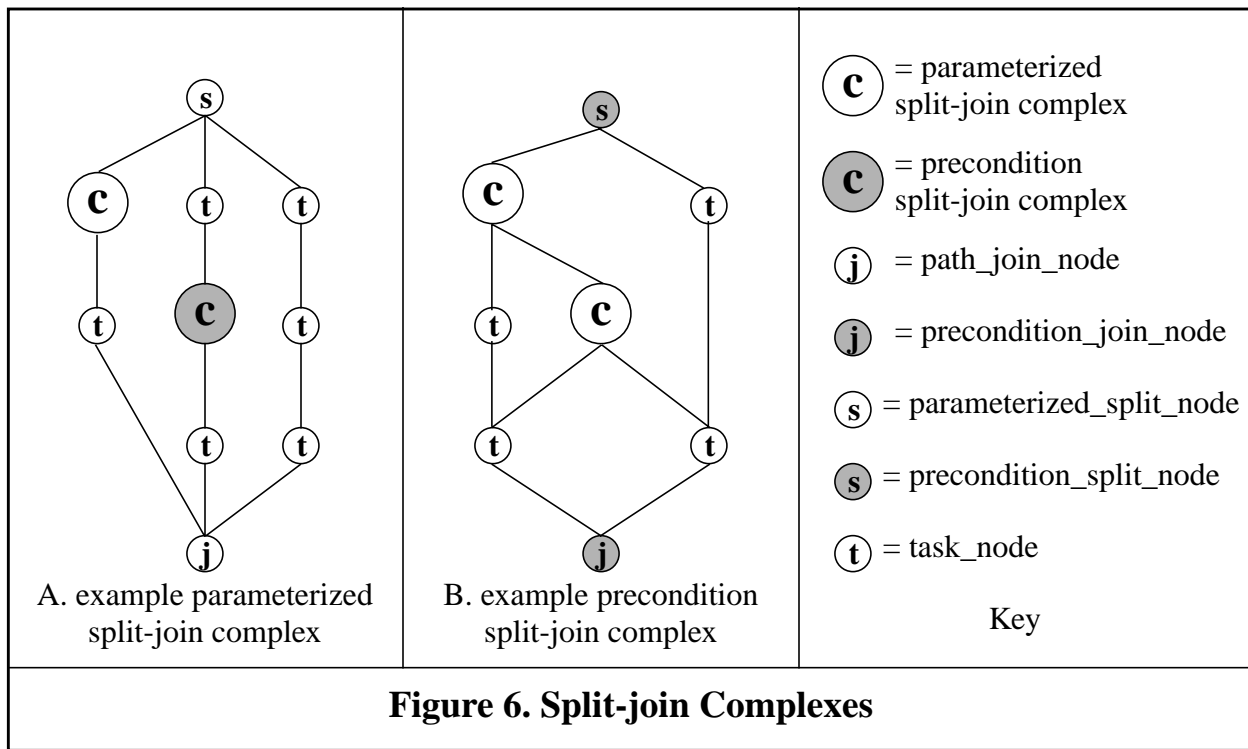 s
c
t
t
t
c
t
t
t
j
A. example parameterized
split-join complex
s
c
t
t
c
t
t
j
B. example precondition
split-join complex
c = parameterized
split-join complex
c = precondition
split-join complex
j = path_join_node
j = precondition_join_node
s = parameterized_split_node
s = precondition_split_node
t = task_node
Key
Figure 6. Split-join Complexes